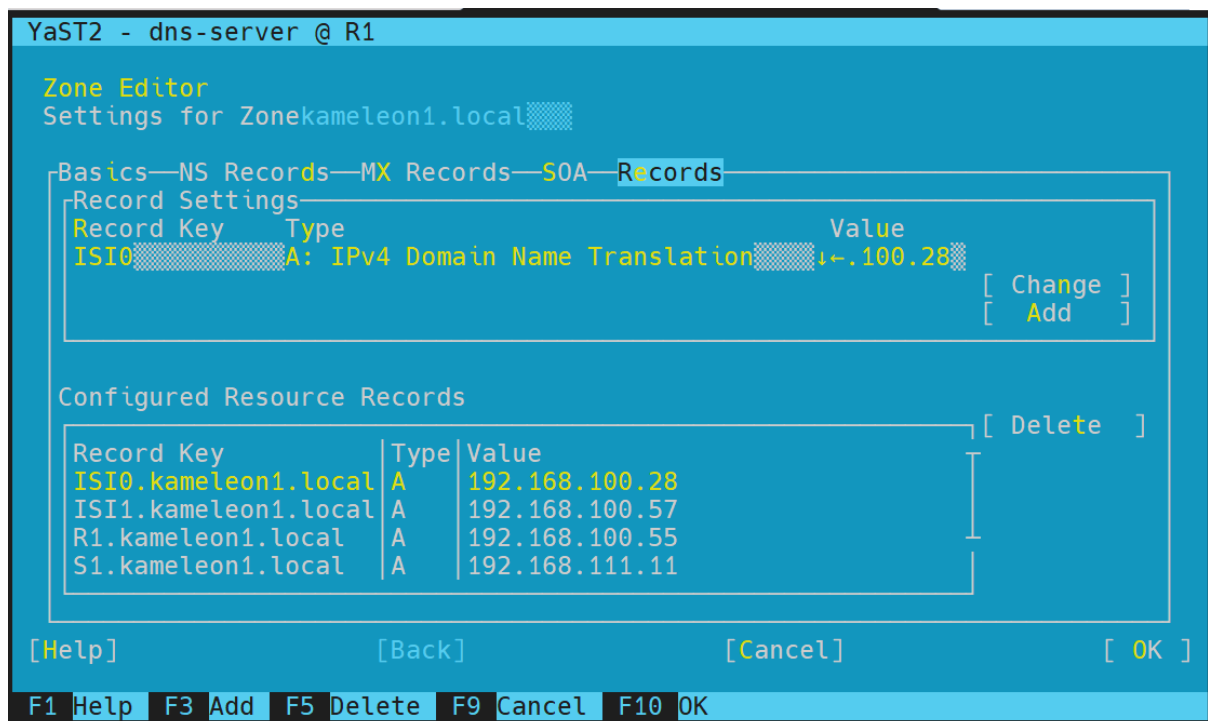 YaST2 - dns-server @ R1
Zone Editor
Settings for Zonekameleon1.local
Basics NS Records MX Records SOA Records
Record Settings
Record Key Type Value
ISI0 A: IPv4 Domain Name Translation ↓←.100.28
[ Change ]
[ Add ]
Configured Resource Records
[ Delete ]
Record Key Type Value
ISI0.kameleon1.local A 192.168.100.28
ISI1.kameleon1.local A 192.168.100.57
R1.kameleon1.local A 192.168.100.55
S1.kameleon1.local A 192.168.111.11
[Help] [Back] [Cancel] [ OK ]
F1 Help F3 Add F5 Delete F9 Cancel F10 OK